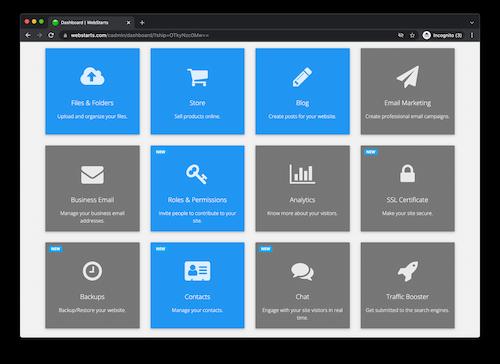 Dashboard | WebStarts
webstarts.com/cadmin/dashboard/?ship=OTkyNzc0Mw==
Incognito (3)
Files & Folders
Upload and organize your files.
Store
Sell products online.
Blog
Create posts for your website.
Email Marketing
Create professional email campaigns.
Business Email
Manage your business email
addresses.
NEW
Roles & Permissions
Invite people to contribute to your
site.
Analytics
Know more about your visitors.
NEW
SSL Certificate
Make your site secure.
NEW
Backups
Backup/Restore your website.
NEW
Contacts
Manage your contacts.
NEW
Chat
Engage with your site visitors in real
time.
Traffic Booster
Get submitted to the search engines.